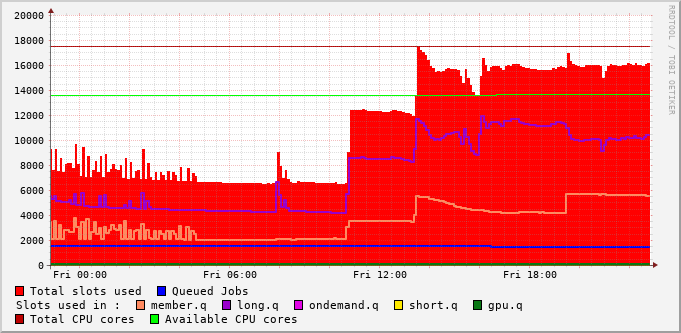 20000
18000
16000
14000
12000
10000
8000
6000
4000
2000
0
Fri 00:00 Fri 06:00 Fri 12:00 Fri 18:00
RRDTOOL / TOBI OETIKER
Total slots used Queued Jobs
Slots used in : member.q long.q ondemand.q short.q gpu.q
Total CPU cores Available CPU cores